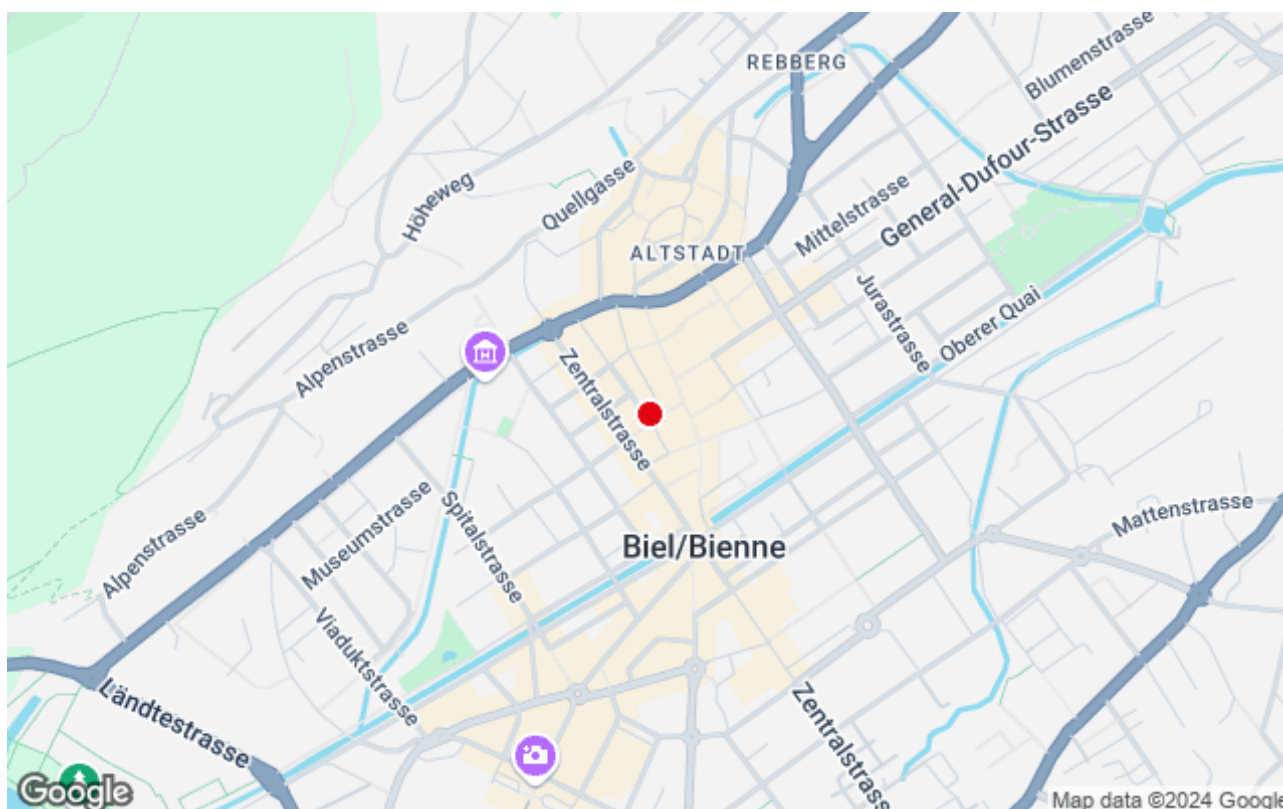 REBBERG
Blumenstrasse
General-Dufour-Strasse
Höheweg
Quellgasse
Mittelstrasse
ALTSTADT
Jurastrasse
Oberer Quai
Alpenstrasse
Zentralstrasse
Museumstrasse
Spitalstrasse
Mattenstrasse
Alpenstrasse
Biel/Bienne
Viaduktstrasse
Ländtestrasse
Zentralstrass
Google
Map data ©2024 Google